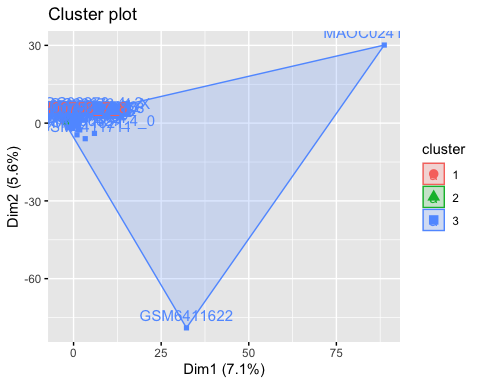 Cluster plot
MAOC0241
30
0
-30
-60
GSM6411622
0
25
50
75
Dim1 (7.1%)
Dim2 (5.6%)
cluster
1
2
3